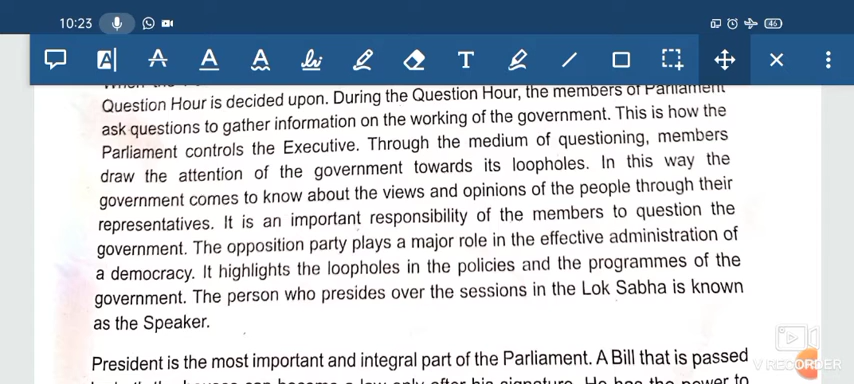 10:23
46
T
Question Hour is decided upon. During the Question Hour, the members of Parliament
ask questions to gather information on the working of the government. This is how the
Parliament controls the Executive. Through the medium of questioning, members
draw the attention of the government towards its loopholes. In this way the
government comes to know about the views and opinions of the people through their
representatives. It is an important responsibility of the members to question the
government. The opposition party plays a major role in the effective administration of
a democracy. It highlights the loopholes in the policies and the programmes of the
government. The person who presides over the sessions in the Lok Sabha is known
as the Speaker.
President is the most important and integral part of the Parliament. A Bill that is passed
V RECORDER